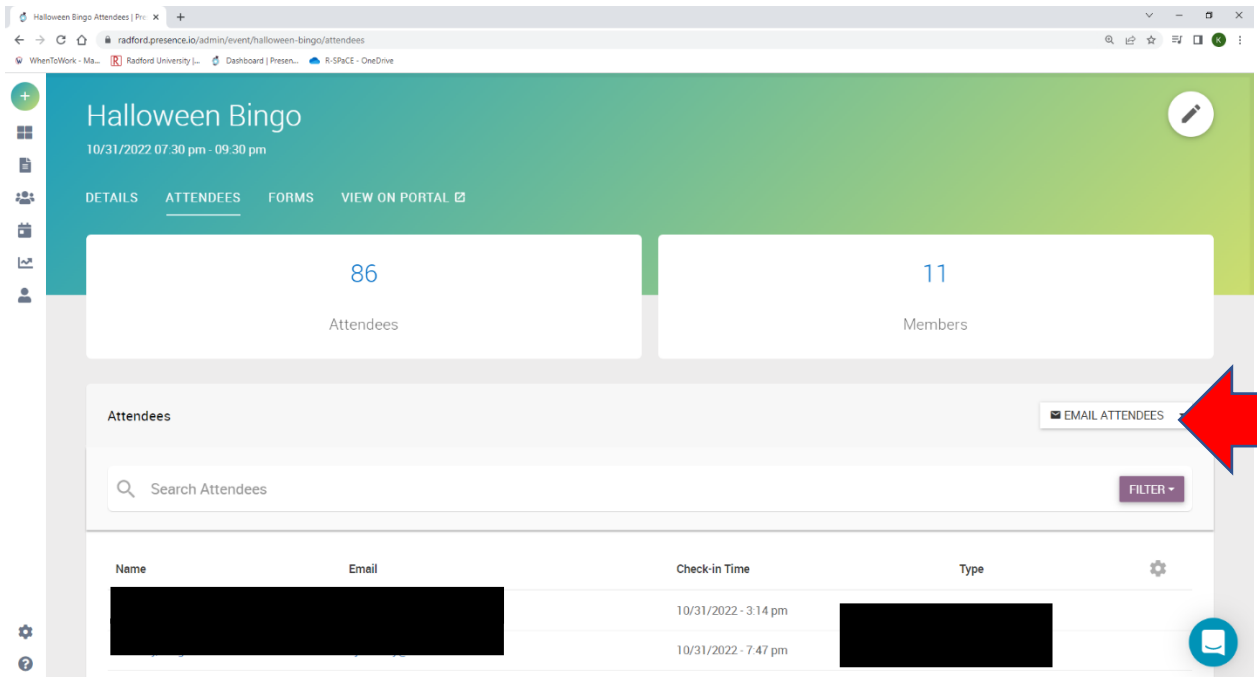 Halloween Bingo Attendees | Pre
radford.presence.io/admin/event/halloween-bingo/attendees
K
WhenToWork - Ma...
R Radford University |...
Dashboard | Presen...
R-SPaCE - OneDrive
Halloween Bingo
10/31/2022 07:30 pm - 09:30 pm
DETAILS ATTENDEES FORMS VIEW ON PORTAL
86
Attendees
11
Members
Attendees
EMAIL ATTENDEES
Search Attendees
FILTER
Name Email Check-in Time Type
10/31/2022 - 3:14 pm
10/31/2022 - 7:47 pm